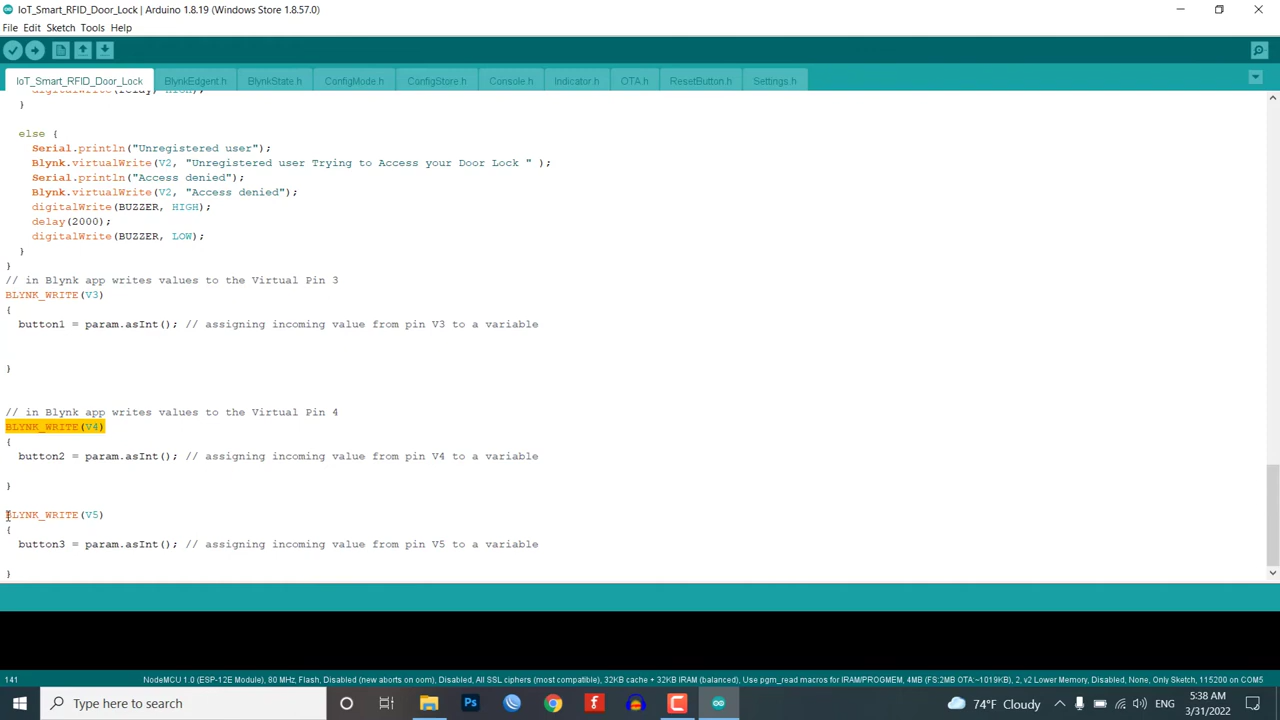 IoT_Smart_RFID_Door_Lock | Arduino 1.8.19 (Windows Store 1.8.57.0)
File Edit Sketch Tools Help
IoT_Smart_RFID_Door_Lock BlynkEdgent.h BlynkState.h ConfigMode.h ConfigStore.h Console.h Indicator.h OTA.h ResetButton.h Settings.h
digitalWrite(relay, HIGH);
}
else {
Serial.println("Unregistered user");
Blynk.virtualWrite(V2, "Unregistered user Trying to Access your Door Lock " );
Serial.println("Access denied");
Blynk.virtualWrite(V2, "Access denied");
digitalWrite(BUZZER, HIGH);
delay(2000);
digitalWrite(BUZZER, LOW);
}
}
// in Blynk app writes values to the Virtual Pin 3
BLYNK_WRITE(V3)
{
button1 = param.asInt(); // assigning incoming value from pin V3 to a variable
}
// in Blynk app writes values to the Virtual Pin 4
BLYNK_WRITE(V4)
{
button2 = param.asInt(); // assigning incoming value from pin V4 to a variable
}
BLYNK_WRITE(V5)
{
button3 = param.asInt(); // assigning incoming value from pin V5 to a variable
}
141 NodeMCU 1.0 (ESP-12E Module), 80 MHz, Flash, Disabled (new aborts on oom), Disabled, All SSL ciphers (most compatible), 32KB cache + 32KB IRAM (balanced), Use pgm_read macros for IRAM/PROGMEM, 4MB (FS:2MB OTA:~1019KB), 2, v2 Lower Memory, Disabled, None, Only Sketch, 115200 on COM5
Type here to search Ps 74°F Cloudy ENG 5:38 AM
3/31/2022